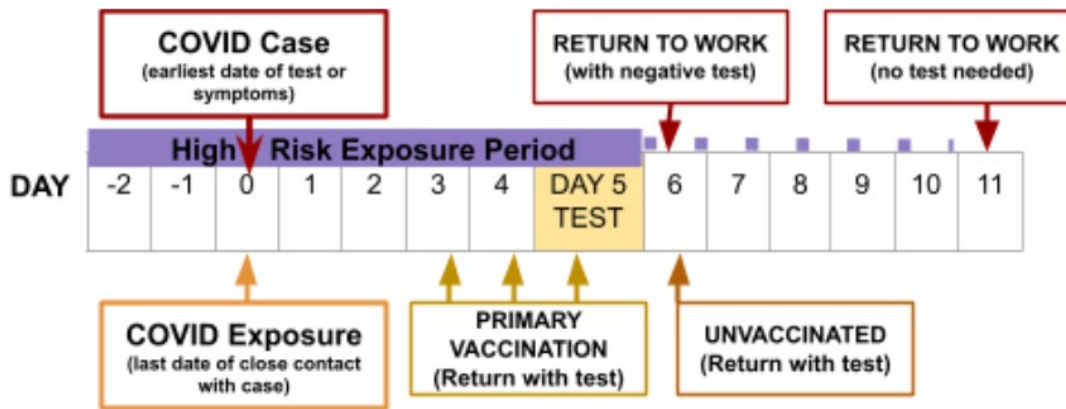 COVID Case
(earliest date of test or
symptoms)
RETURN TO WORK
(with negative test)
RETURN TO WORK
(no test needed)
High Risk Exposure Period
DAY -2 -1 0 1 2 3 4 DAY 5 6 7 8 9 10 11
TEST
COVID Exposure
(last date of close contact
with case)
PRIMARY
VACCINATION
(Return with test)
UNVACCINATED
(Return with test)